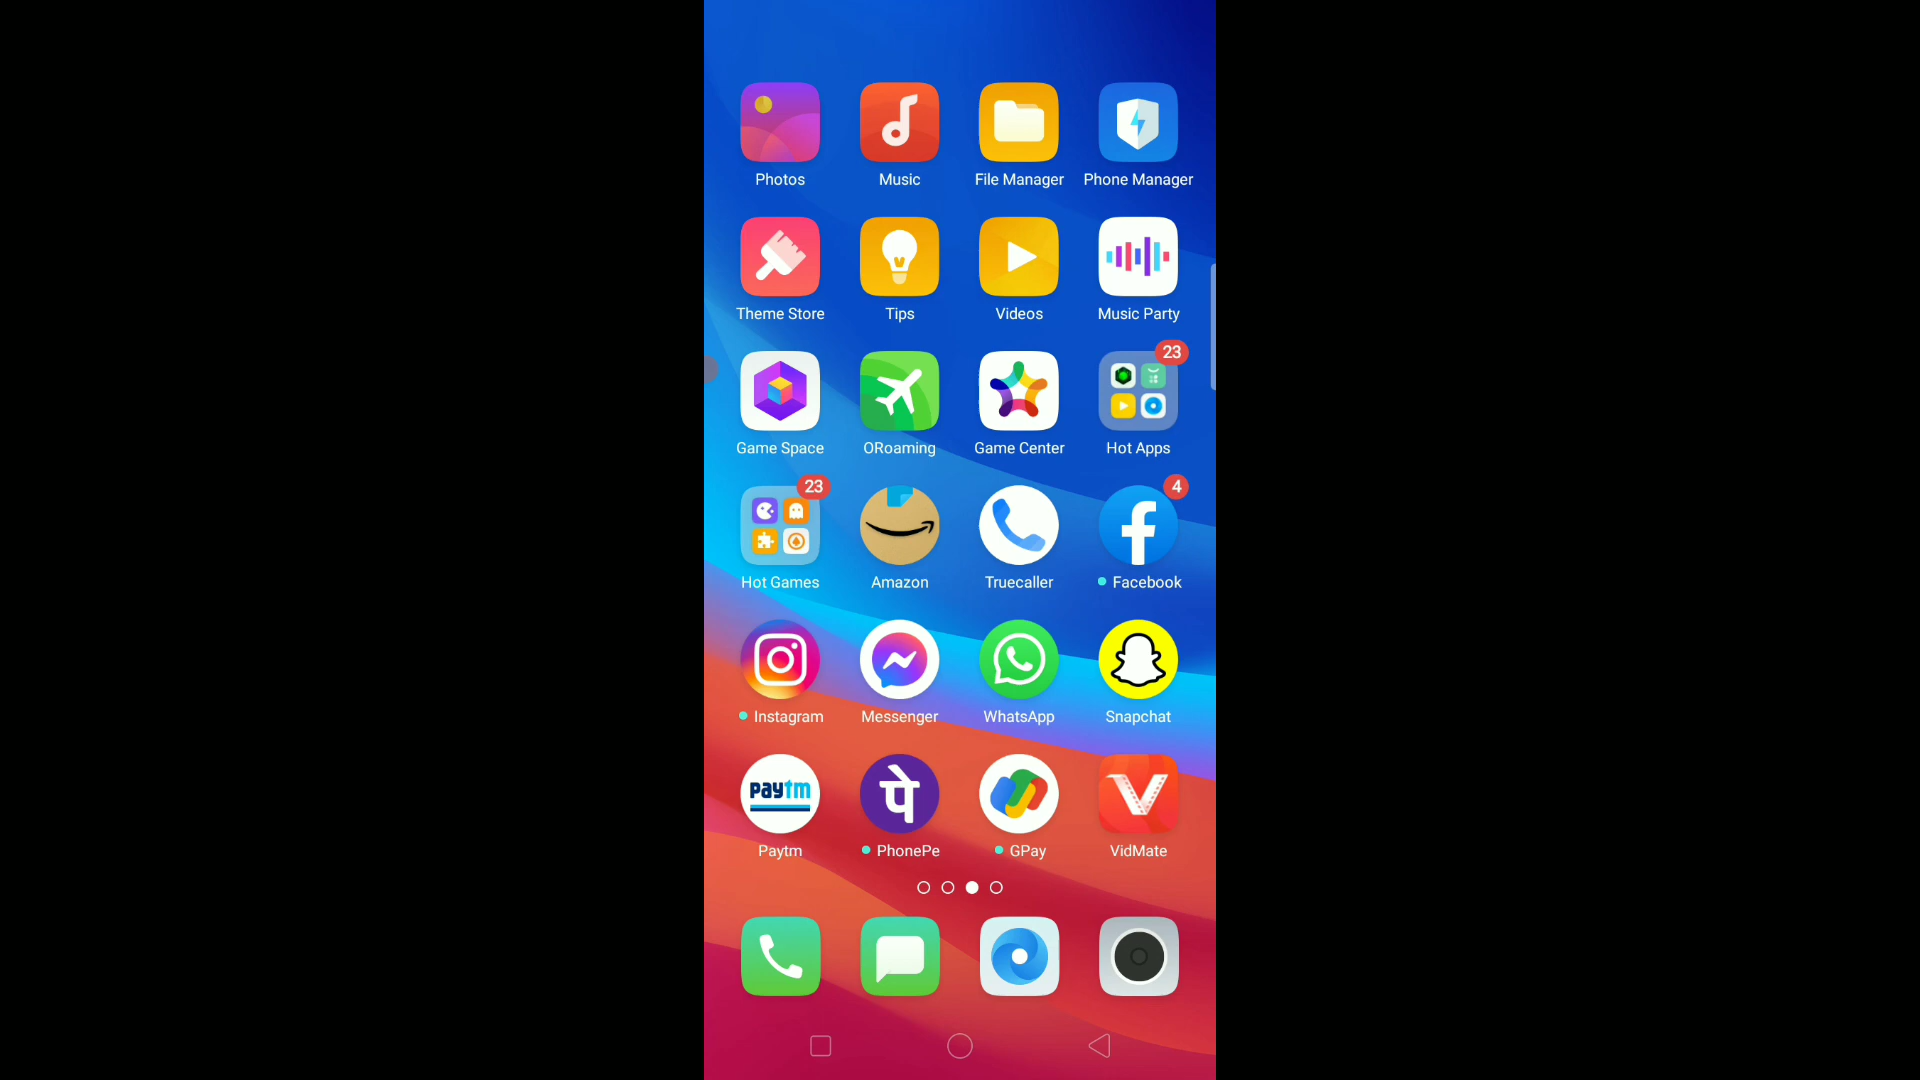 Photos Music File Manager Phone Manager
Theme Store Tips Videos Music Party
23
Game Space ORoaming Game Center Hot Apps
23 4
Hot Games Amazon Truecaller Facebook
Instagram Messenger WhatsApp Snapchat
paytm पे
Paytm PhonePe GPay VidMate